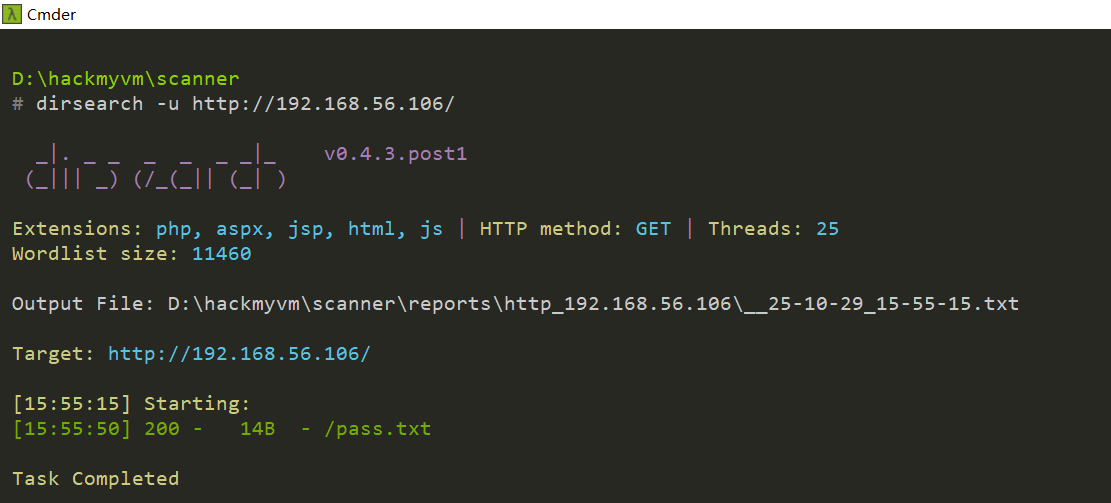 Cmder
D:\hackmyvm\scanner
# dirsearch -u http://192.168.56.106/
  _|. _ _  _  _  _ _|_    v0.4.3.post1
 (_||| _) (/_(_|| (_| )
Extensions: php, aspx, jsp, html, js | HTTP method: GET | Threads: 25
Wordlist size: 11460
Output File: D:\hackmyvm\scanner\reports\http_192.168.56.106\__25-10-29_15-55-15.txt
Target: http://192.168.56.106/
[15:55:15] Starting:
[15:55:50] 200 -   14B  - /pass.txt
Task Completed